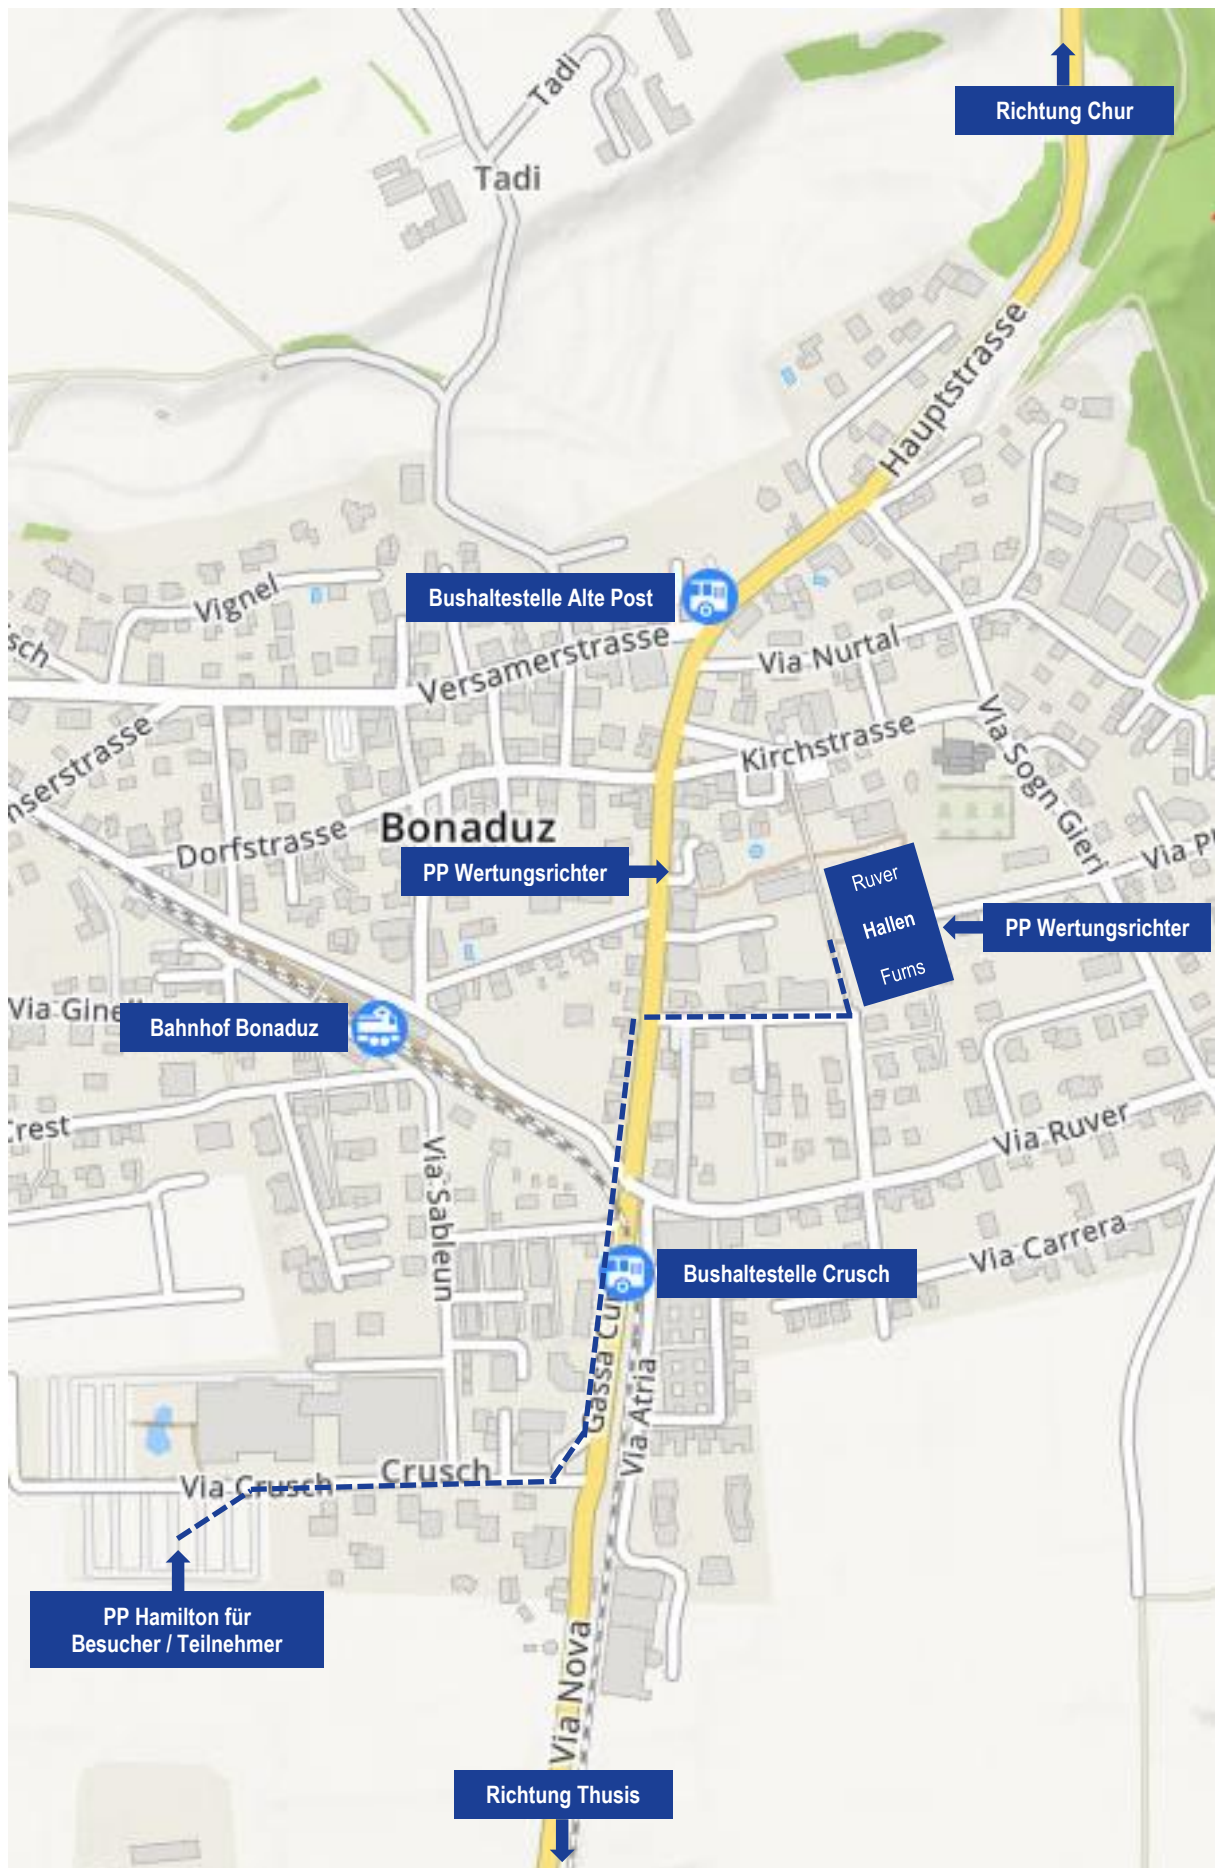 Richtung Chur
Tadi
Tadi
Hauptstrasse
Vignel
Bushaltestelle Alte Post
Versamerstrasse
Via Nurtal
Kirchstrasse
Via Sogn Gieri
Dorfstrasse
Bonaduz
PP Wertungsrichter
Ruver
Hallen
Furns
PP Wertungsrichter
Bahnhof Bonaduz
Via Ruver
Via Sableun
Via Carrera
Bushaltestelle Crusch
Via Atria
Via Crusch
Crusch
PP Hamilton für
Besucher / Teilnehmer
Via Nova
Richtung Thusis